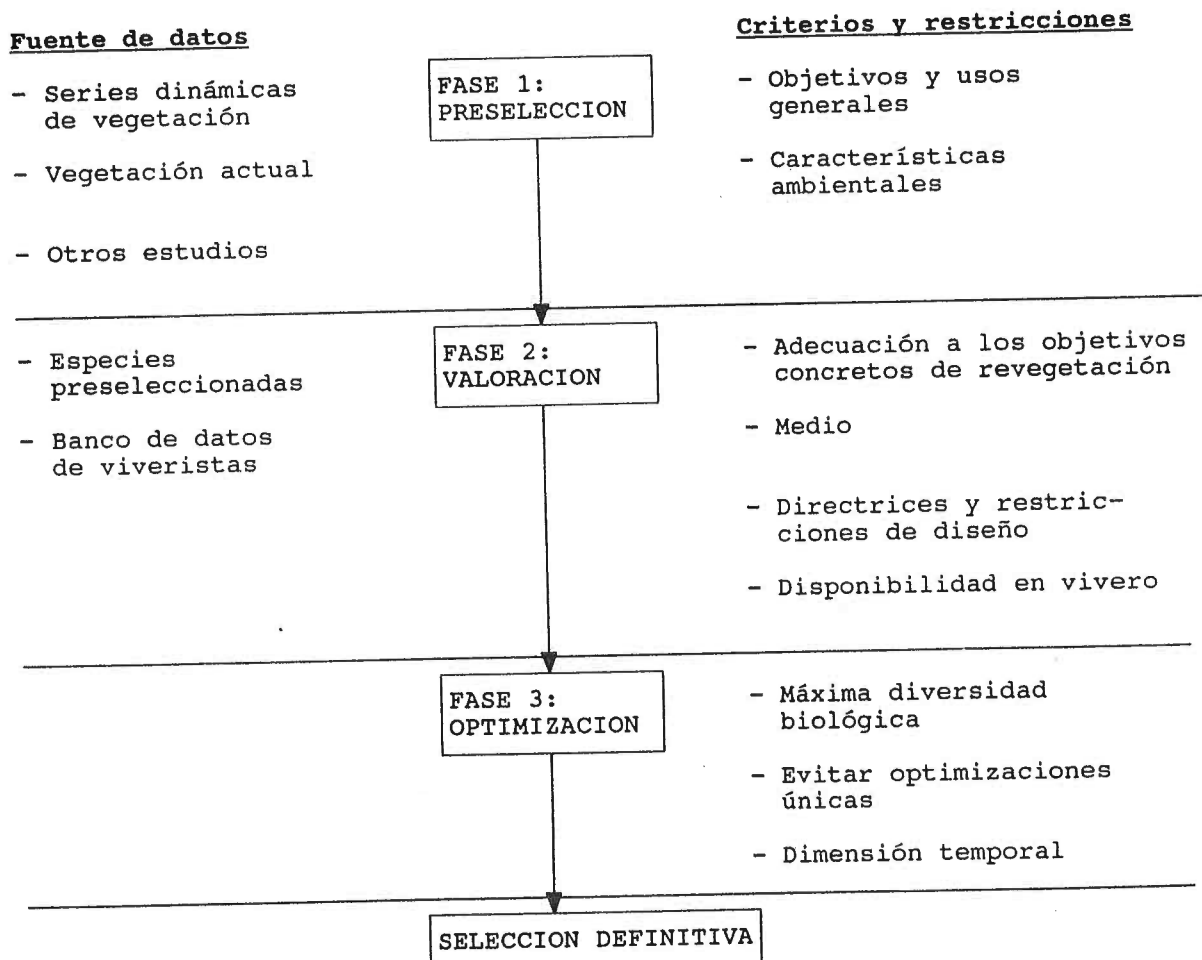 Fuente de datos
Criterios y restricciones
- Series dinámicas
de vegetación
- Vegetación actual
- Otros estudios
FASE 1:
PRESELECCION
- Objetivos y usos
generales
- Características
ambientales
- Especies
preseleccionadas
- Banco de datos
de viveristas
FASE 2:
VALORACION
- Adecuación a los objetivos
concretos de revegetación
- Medio
- Directrices y restric-
ciones de diseño
- Disponibilidad en vivero
FASE 3:
OPTIMIZACION
- Máxima diversidad
biológica
- Evitar optimizaciones
únicas
- Dimensión temporal
SELECCION DEFINITIVA